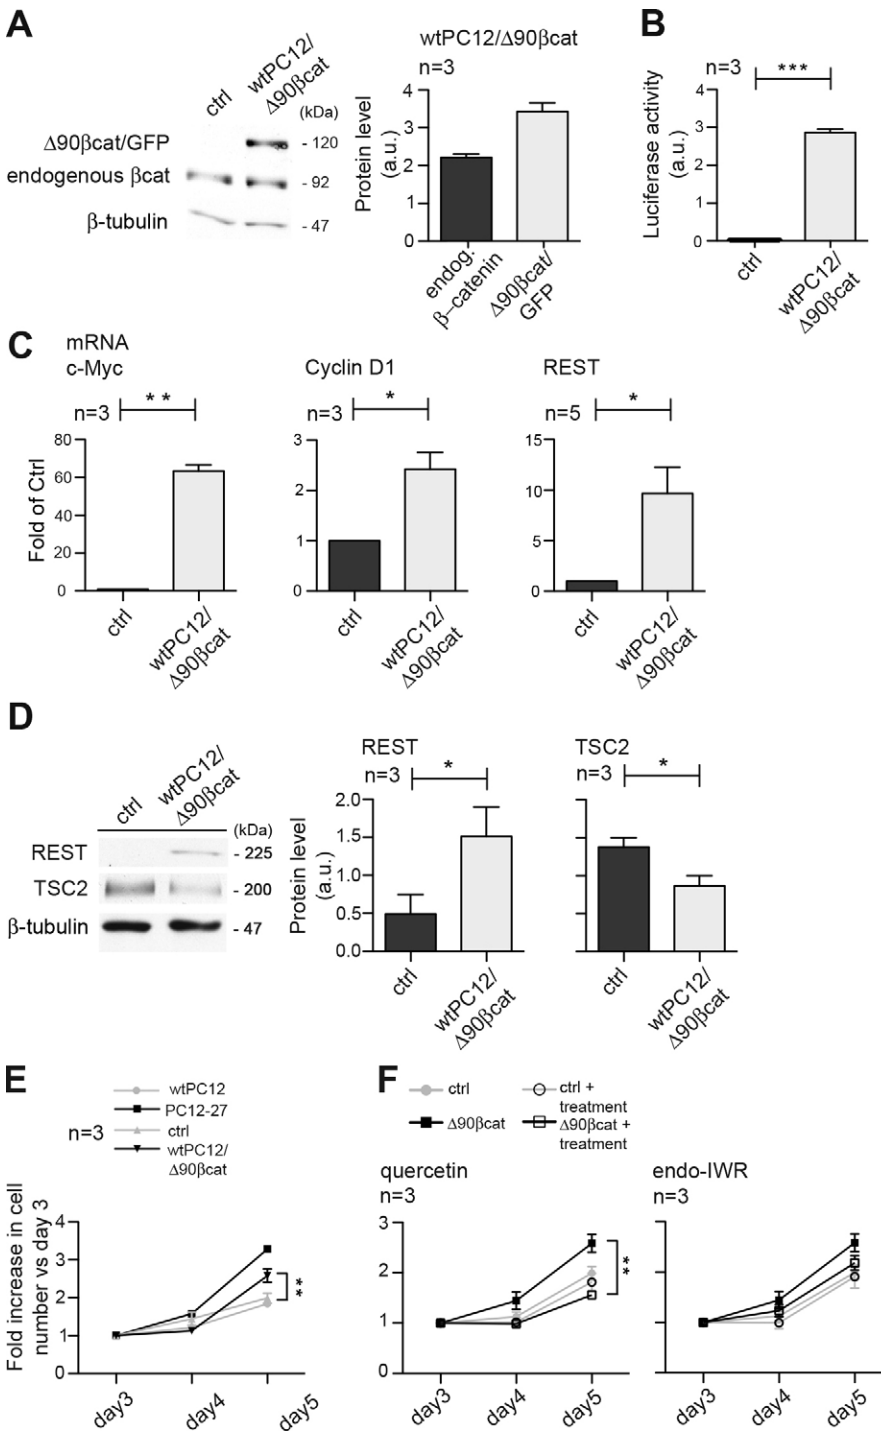 A
ctrl
wtPC12/
Δ90βcat
(kDa)
Δ90βcat/GFP
- 120
endogenous βcat
- 92
β-tubulin
- 47
wtPC12/Δ90βcat
n=3
Protein level
(a.u.)
4
3
2
1
0
endog.
β–catenin
Δ90βcat/
GFP
B
n=3
***
Luciferase activity
(a.u.)
4
3
2
1
0
ctrl
wtPC12/
Δ90βcat
C
mRNA
c-Myc
n=3
**
Fold of Ctrl
80
60
40
20
0
ctrl
wtPC12/
Δ90βcat
Cyclin D1
n=3
*
3
2
1
0
ctrl
wtPC12/
Δ90βcat
REST
n=5
*
15
10
5
0
ctrl
wtPC12/
Δ90βcat
D
ctrl
wtPC12/
Δ90βcat
(kDa)
REST
- 225
TSC2
- 200
β-tubulin
- 47
REST
n=3
*
Protein level
(a.u.)
2.0
1.5
1.0
0.5
0.0
ctrl
wtPC12/
Δ90βcat
TSC2
n=3
*
ctrl
wtPC12/
Δ90βcat
E
wtPC12
PC12-27
n=3
ctrl
wtPC12/
Δ90βcat
Fold increase in cell
number vs day 3
4
3
2
1
0
**
day3
day4
day5
F
ctrl
ctrl +
treatment
Δ90βcat
Δ90βcat +
treatment
quercetin
n=3
3
2
1
0
**
day3
day4
day5
endo-IWR
n=3
day3
day4
day5